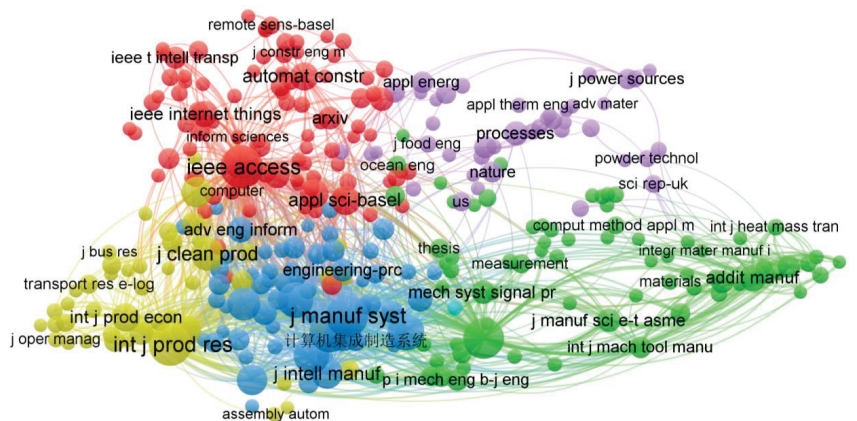 remote sens-basel
j constr eng m
ieee t intell transp
automat constr
appl energ
j power sources
ieee internet things
arxiv
appl therm eng
adv mater
inform sciences
processes
j food eng
ieee access
ocean eng
nature
powder technol
computer
appl sci-basel
us
sci rep-uk
adv eng inform
comput method appl m
int j heat mass tran
j bus res
j clean prod
thesis
integr mater manuf i
engineering-prc
measurement
transport res e-log
mech syst signal pr
materials
addit manuf
int j prod econ
j manuf syst
j manuf sci e-t asme
j oper manag
int j prod res
计算机集成制造系统
int j mach tool manu
j intell manuf
p i mech eng b-j eng
assembly autom